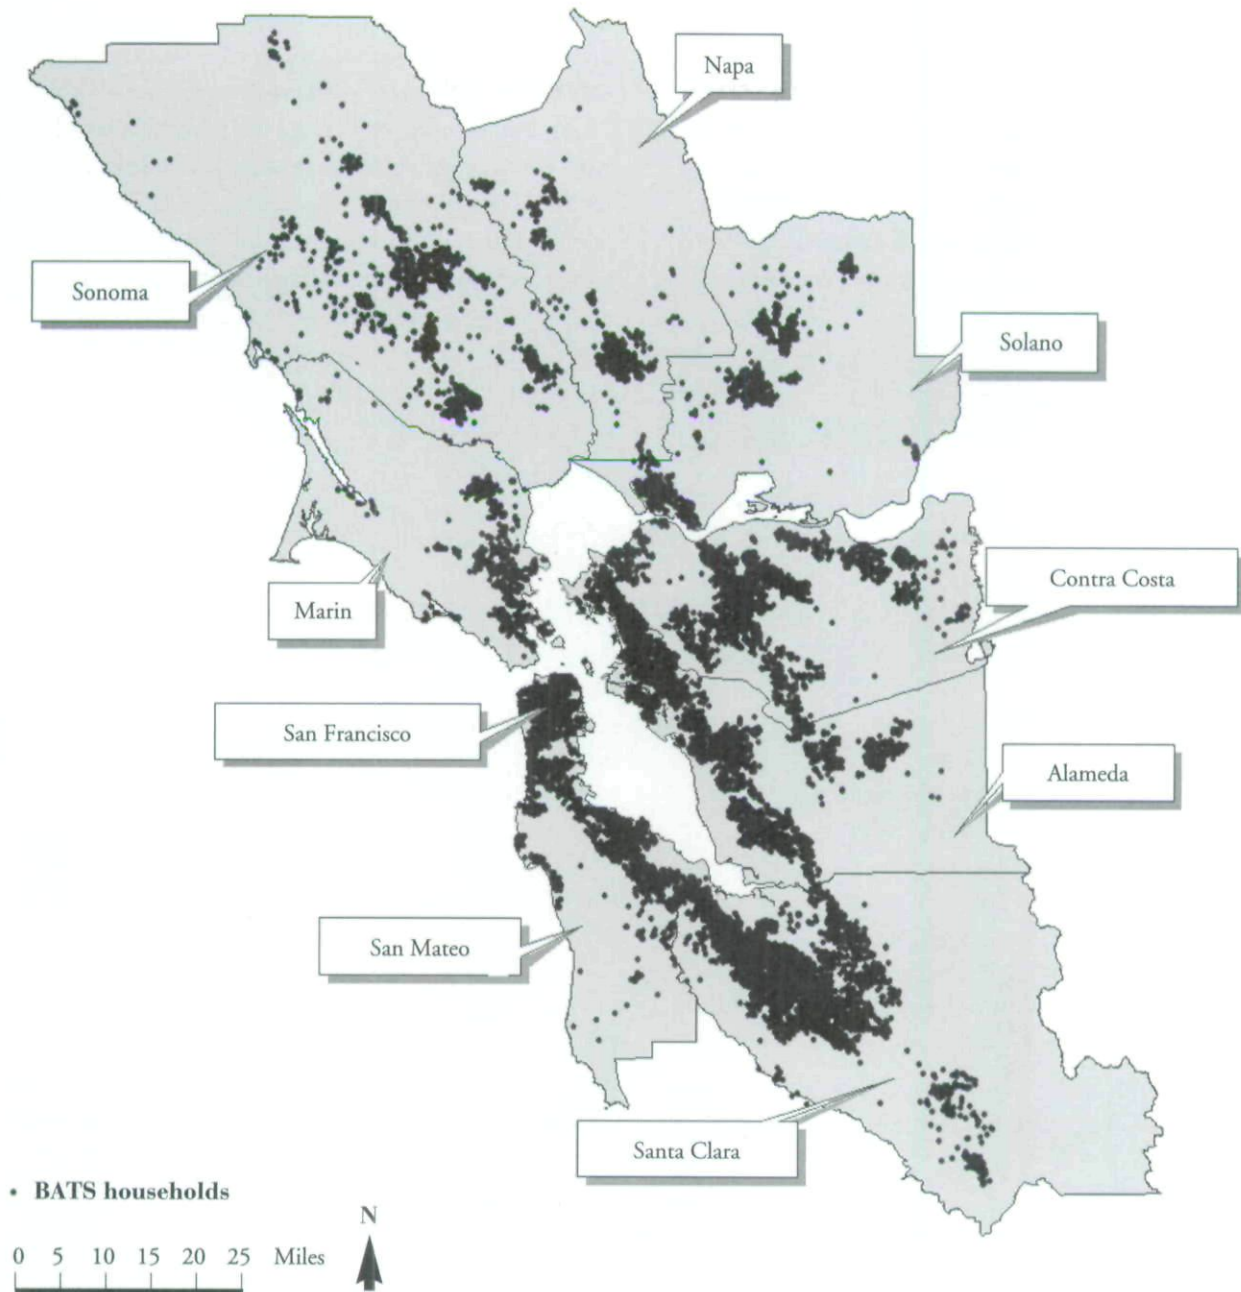 Napa
Sonoma
Solano
Contra Costa
Marin
San Francisco
Alameda
San Mateo
Santa Clara
• BATS households
N
0 5 10 15 20 25 Miles